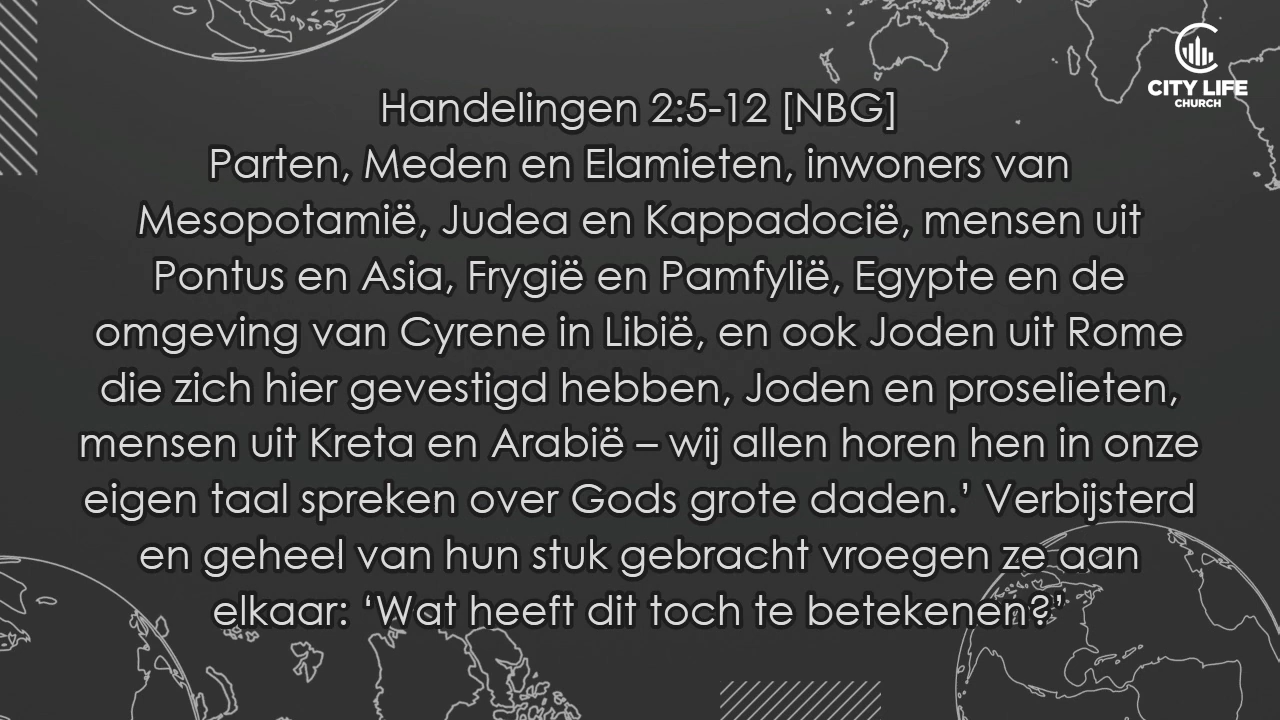 CITY LIFE
CHURCH
Handelingen 2:5-12 [NBG]
Parten, Meden en Elamieten, inwoners van
Mesopotamië, Judea en Kappadocië, mensen uit
Pontus en Asia, Frygië en Pamfylië, Egypte en de
omgeving van Cyrene in Libië, en ook Joden uit Rome
die zich hier gevestigd hebben, Joden en proselieten,
mensen uit Kreta en Arabië – wij allen horen hen in onze
eigen taal spreken over Gods grote daden.’ Verbijsterd
en geheel van hun stuk gebracht vroegen ze aan
elkaar: ‘Wat heeft dit toch te betekenen?’